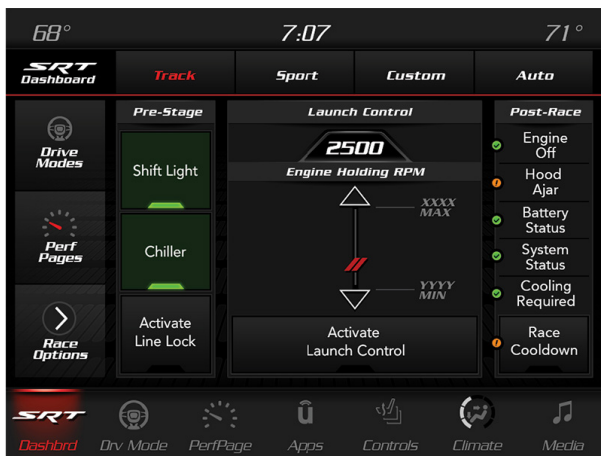 68°
7:07
71°
SRT
Dashboard
Track
Sport
Custom
Auto
Drive
Modes
Perf
Pages
Race
Options
Pre-Stage
Shift Light
Chiller
Activate
Line Lock
Launch Control
2500
Engine Holding RPM
XXXX
MAX
YYYY
MIN
Activate
Launch Control
Post-Race
Engine
Off
Hood
Ajar
Battery
Status
System
Status
Cooling
Required
Race
Cooldown
SRT
Dashbrd
Drv Mode
PerfPage
û
Apps
Controls
Climate
Media